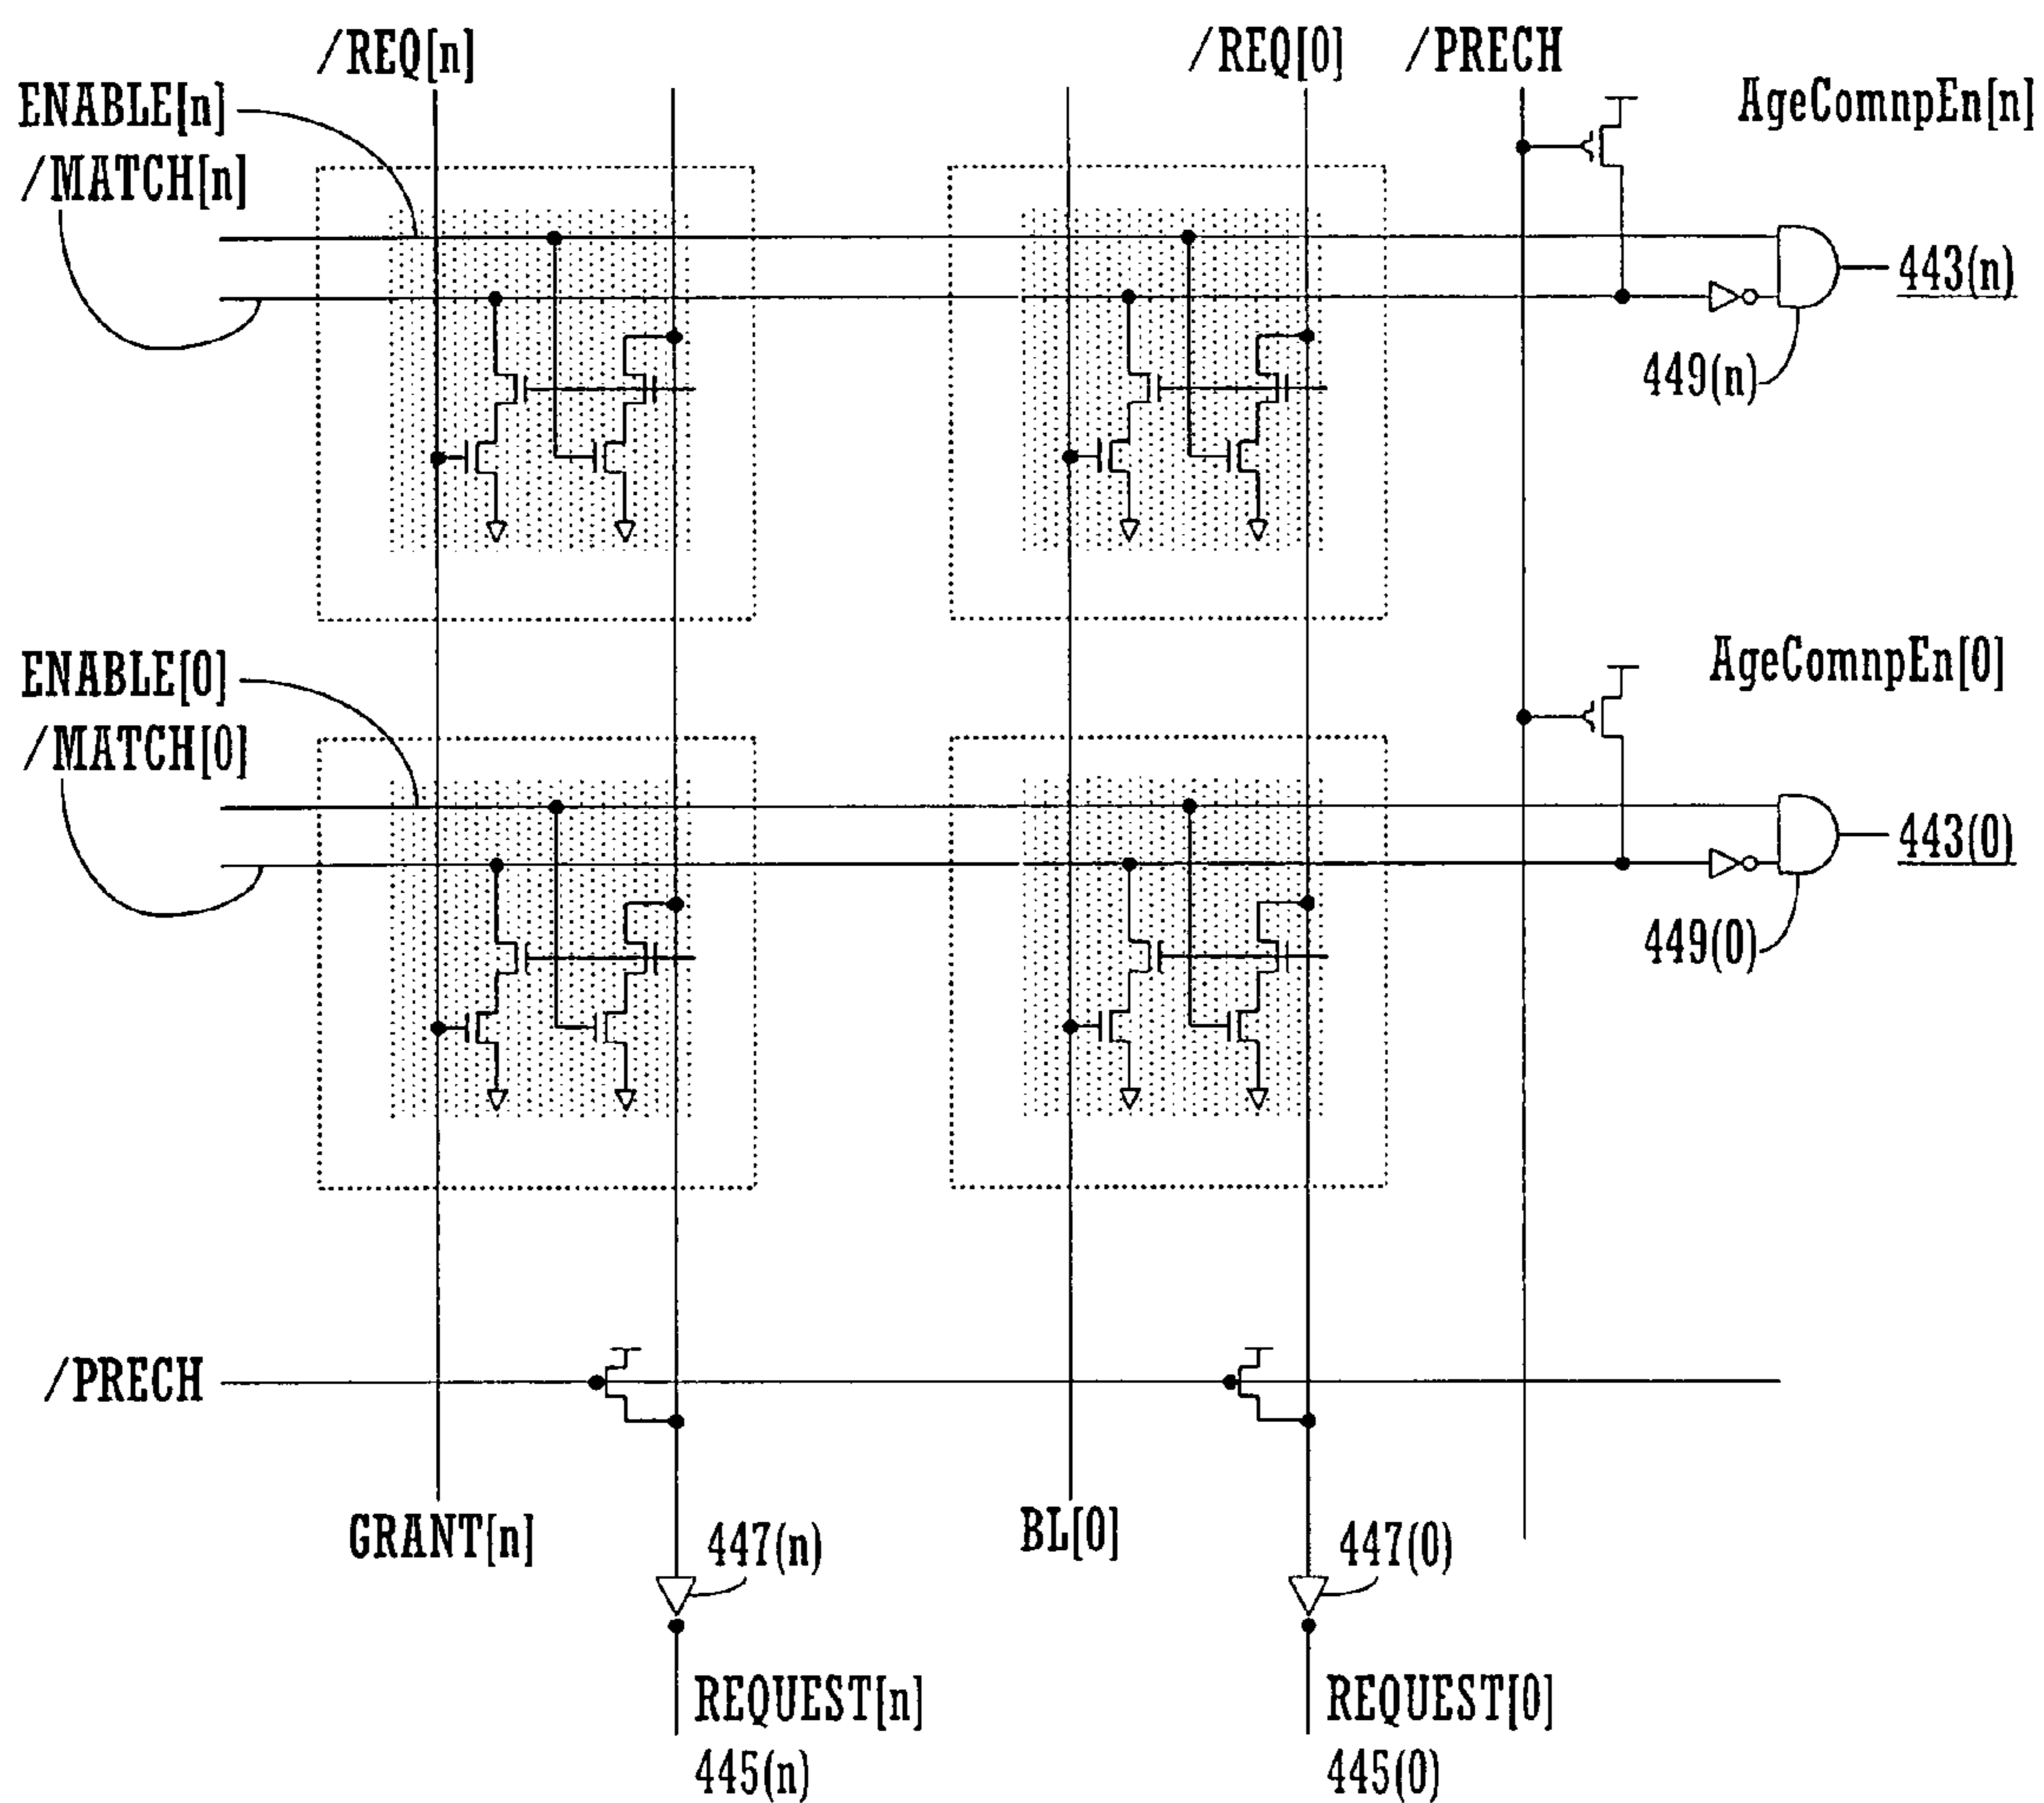 /REQ[n]
/REQ[0]
/PRECH
ENABLE[n]
/MATCH[n]
AgeComnpEn[n]
443(n)
449(n)
ENABLE[0]
/MATCH[0]
AgeComnpEn[0]
443(0)
449(0)
/PRECH
GRANT[n]
447(n)
BL[0]
447(0)
REQUEST[n]
445(n)
REQUEST[0]
445(0)